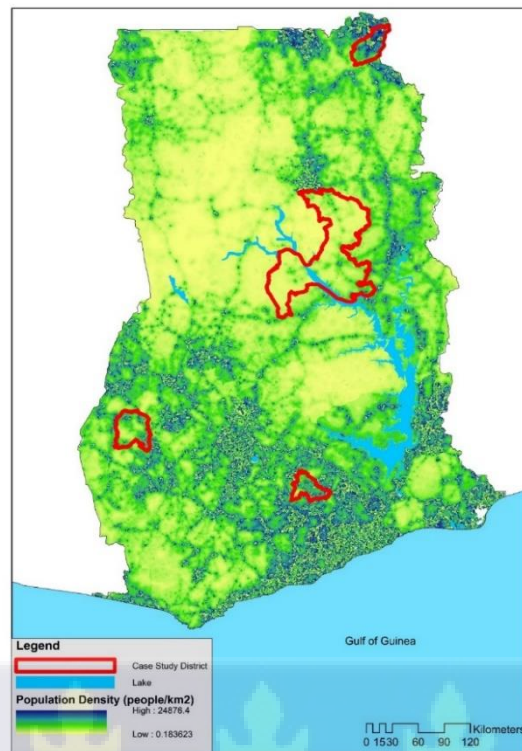 Gulf of Guinea
Legend
Case Study District
Lake
Population Density (people/km2)
High : 24876.4
Low : 0.183623
Kilometers
0 15 30 60 90 120